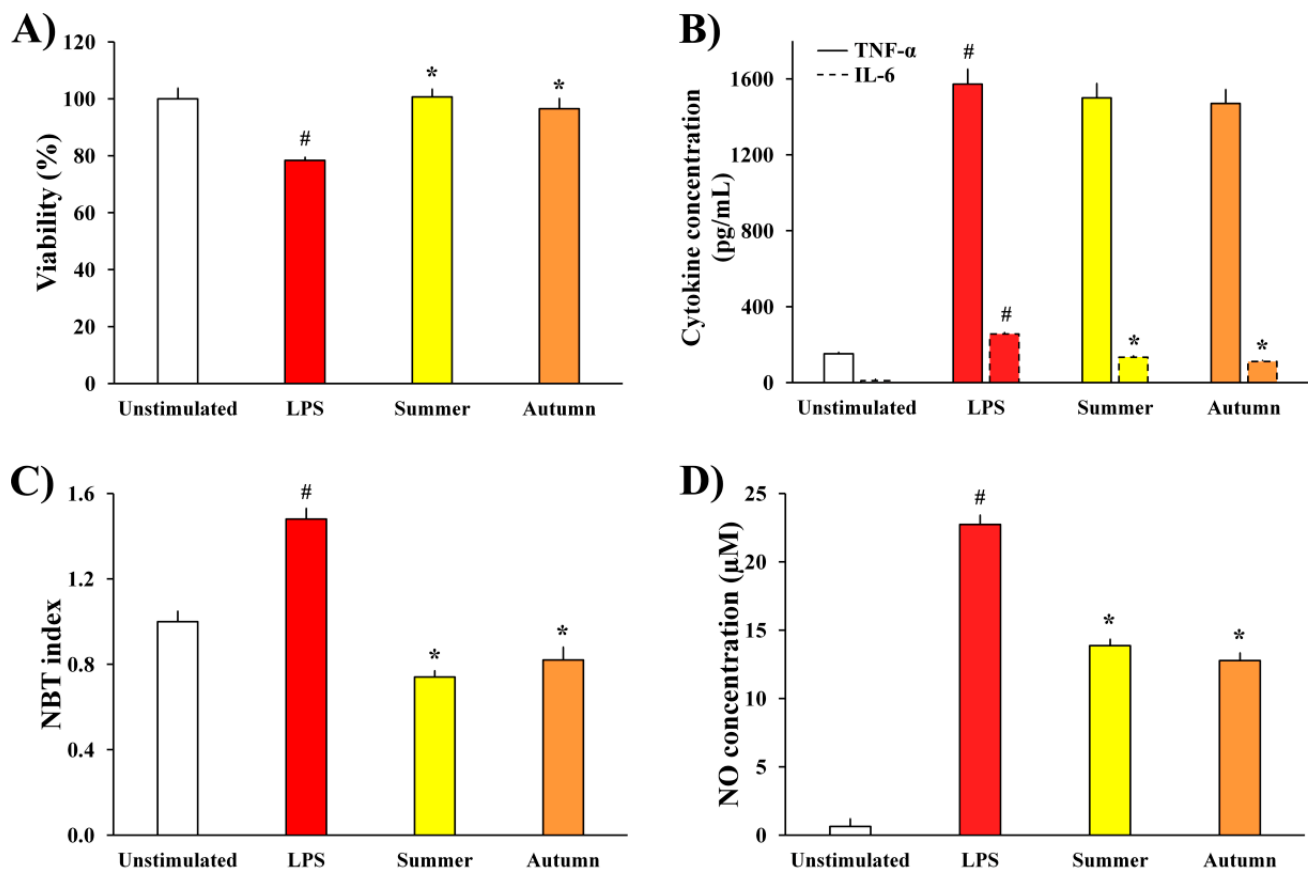 A)
120
100
80
60
40
20
0
Viability (%)
#
*
*
Unstimulated LPS Summer Autumn
B)
1600
1200
800
400
0
Cytokine concentration
(pg/mL)
TNF-α
IL-6
#
#
*
*
Unstimulated LPS Summer Autumn
C)
1.6
1.2
0.8
0.4
0.0
NBT index
#
*
*
Unstimulated LPS Summer Autumn
D)
25
20
15
10
5
0
NO concentration (µM)
#
*
*
Unstimulated LPS Summer Autumn